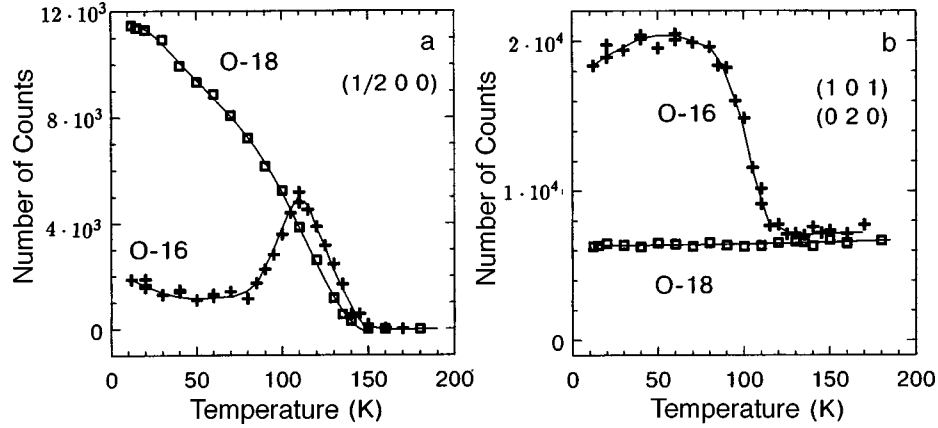 12·10³
8·10³
4·10³
0
Number of Counts
a
O-18
(1/2 0 0)
O-16
0 50 100 150 200
Temperature (K)
2·10⁴
1·10⁴
0
Number of Counts
b
O-16
(1 0 1)
(0 2 0)
O-18
0 50 100 150 200
Temperature (K)